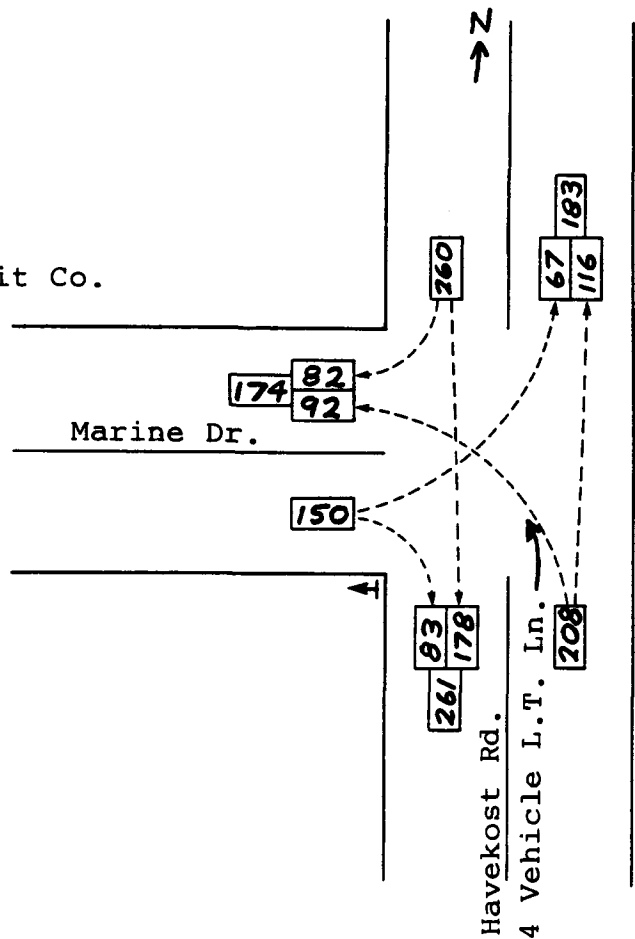 N
183
67
116
260
it Co.
82
174
92
Marine Dr.
150
83
178
261
208
Havekost Rd.
4 Vehicle L.T. Ln.